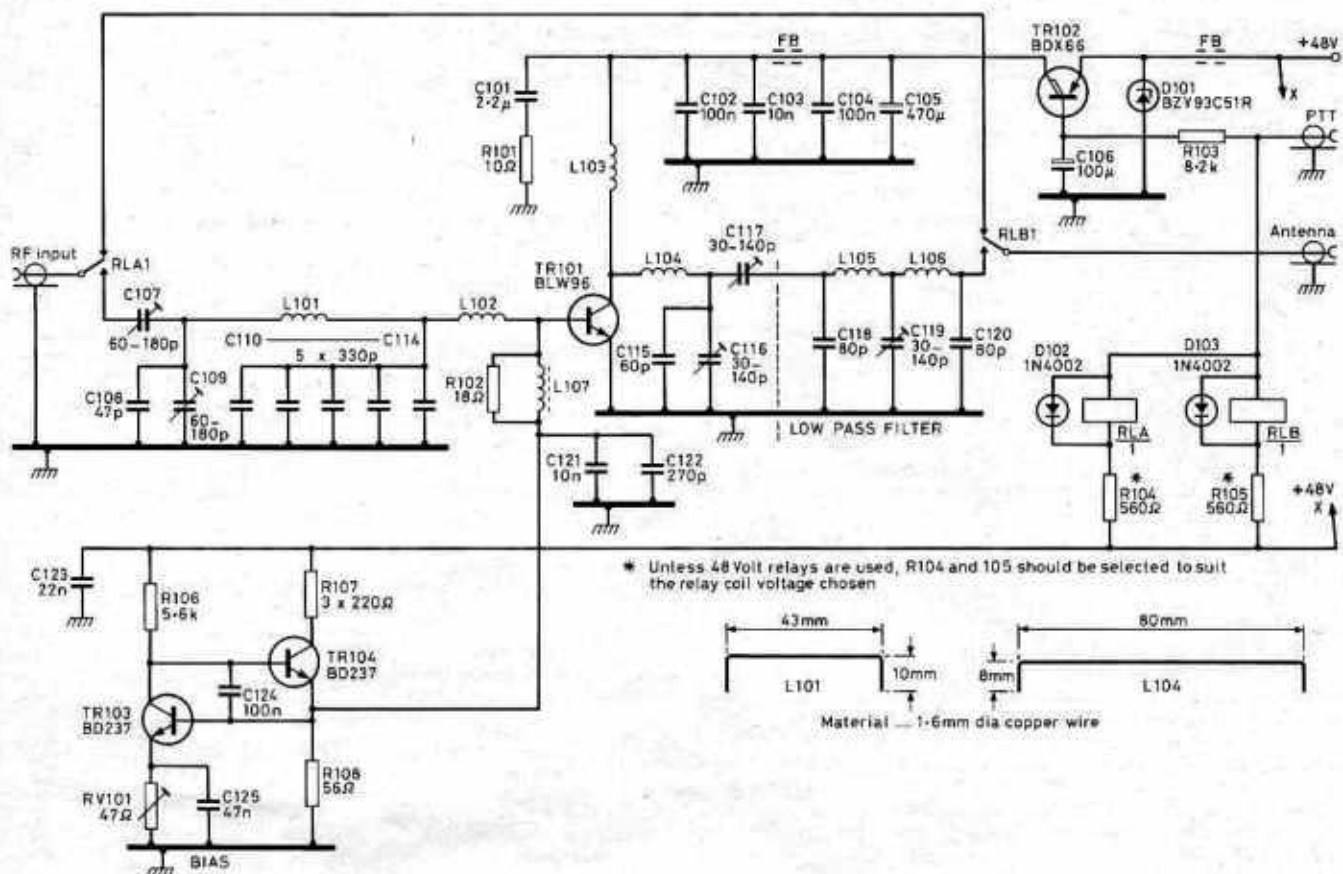 TR102
BDX66
FB
FB
+48V
X
C101
2·2µ
C102
100n
C103
10n
C104
100n
C105
470µ
D101
BZY93C51R
PTT
R101
10Ω
L103
C106
100µ
R103
8·2k
Antenna
RF input
RLA1
RLB1
C107
60–180p
L101
L102
TR101
BLW96
L104
C117
30–140p
L105
L106
C110
C114
5 x 330p
C108
47p
C109
60–
180p
R102
18Ω
L107
C115
60p
C116
30–
140p
C118
80p
C119
30–
140p
C120
60p
D102
1N4002
D103
1N4002
RLA
1
RLB
1
LOW PASS FILTER
C121
10n
C122
270p
*
R104
560Ω
*
R105
560Ω
+48V
X
C123
22n
R106
5·6k
R107
3 x 220Ω
* Unless 48 Volt relays are used, R104 and 105 should be selected to suit
the relay coil voltage chosen
TR104
BD237
43mm
10mm
L101
80mm
8mm
L104
Material __ 1·6mm dia copper wire
C124
100n
TR103
BD237
R108
56Ω
RV101
47Ω
C125
47n
BIAS